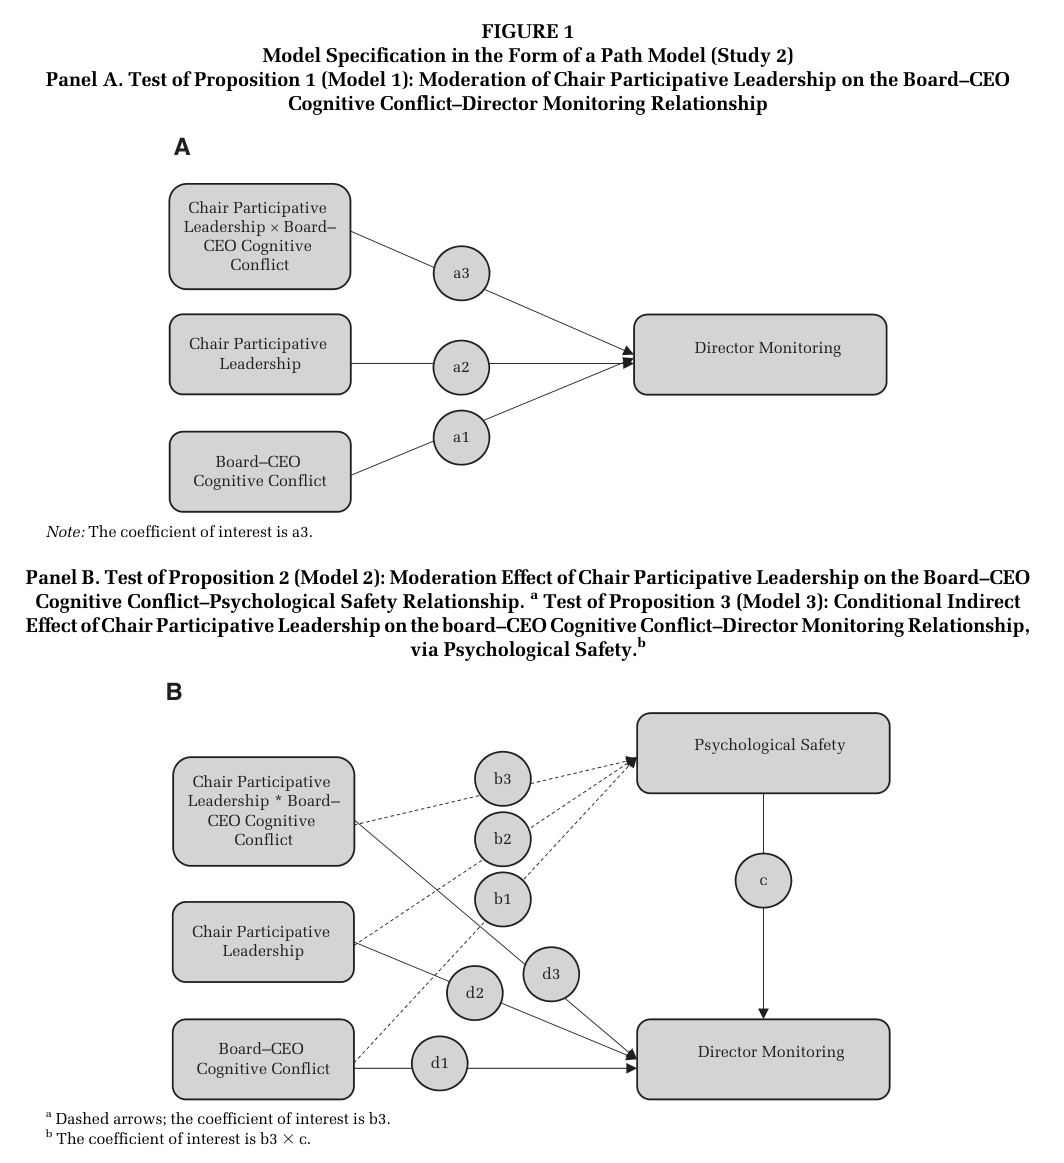 FIGURE 1
Model Specification in the Form of a Path Model (Study 2)
Panel A. Test of Proposition 1 (Model 1): Moderation of Chair Participative Leadership on the Board–CEO
Cognitive Conflict–Director Monitoring Relationship
A
Chair Participative
Leadership × Board–
CEO Cognitive
Conflict
a3
Chair Participative
Leadership
a2
Director Monitoring
a1
Board–CEO
Cognitive Conflict
Note: The coefficient of interest is a3.
Panel B. Test of Proposition 2 (Model 2): Moderation Effect of Chair Participative Leadership on the Board–CEO
Cognitive Conflict–Psychological Safety Relationship. a Test of Proposition 3 (Model 3): Conditional Indirect
Effect of Chair Participative Leadership on the board–CEO Cognitive Conflict–Director Monitoring Relationship,
via Psychological Safety.b
B
Psychological Safety
Chair Participative
Leadership * Board–
CEO Cognitive
Conflict
b3
b2
b1
c
Chair Participative
Leadership
d3
d2
Board–CEO
Cognitive Conflict
d1
Director Monitoring
a Dashed arrows; the coefficient of interest is b3.
b The coefficient of interest is b3 × c.